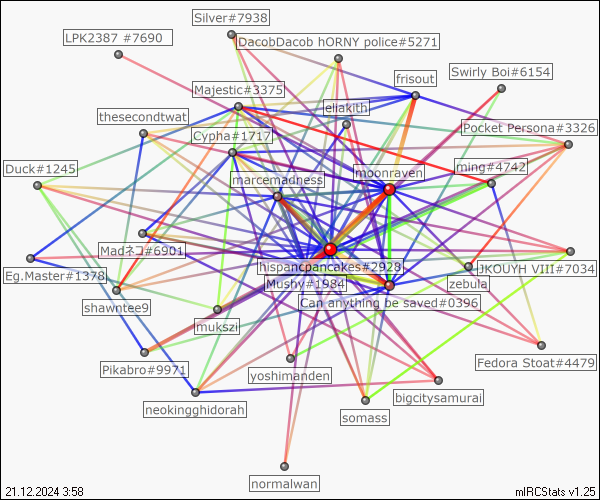 Silver#7938
LPK2387 #7690
DacobDacob hORNY police#5271
frisout
Swirly Boi#6154
Majestic#3375
eliakith
thesecondtwat
Pocket Persona#3326
Cypha#1717
Duck#1245
moonraven
ming#4742
marcemadness
Madネコ#6901
hispancpancakes#2928
JKOUYH VIII#7034
Eg.Master#1378
Mushy#1984
zebula
shawntee9
Can anything be saved#0396
mukszi
Pikabro#9971
Fedora Stoat#4479
yoshimanden
bigcitysamurai
neokingghidorah
somass
normalwan
21.12.2024 3:58
mIRCStats v1.25